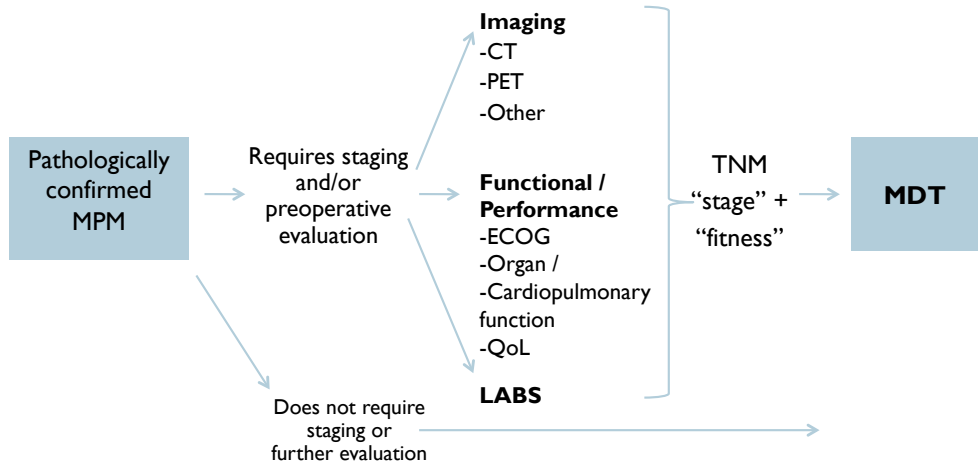 Pathologically
confirmed
MPM
Requires staging
and/or
preoperative
evaluation
Imaging
-CT
-PET
-Other
Functional /
Performance
-ECOG
-Organ /
-Cardiopulmonary
function
-QoL
LABS
TNM
“stage” +
“fitness”
MDT
Does not require
staging or
further evaluation